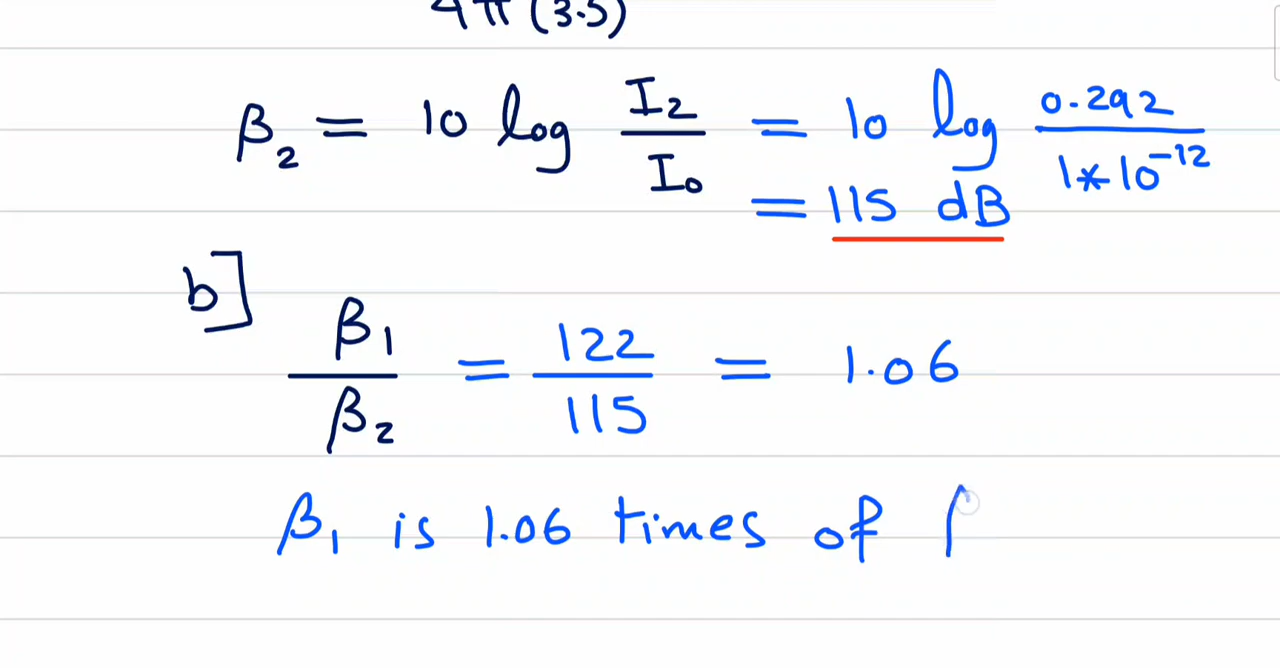 4π (3.5)
β₂ = 10 log I₂/I₀ = 10 log 0.292/1*10⁻¹²
= 115 dB
b]
β₁/β₂ = 122/115 = 1.06
β₁ is 1.06 times of